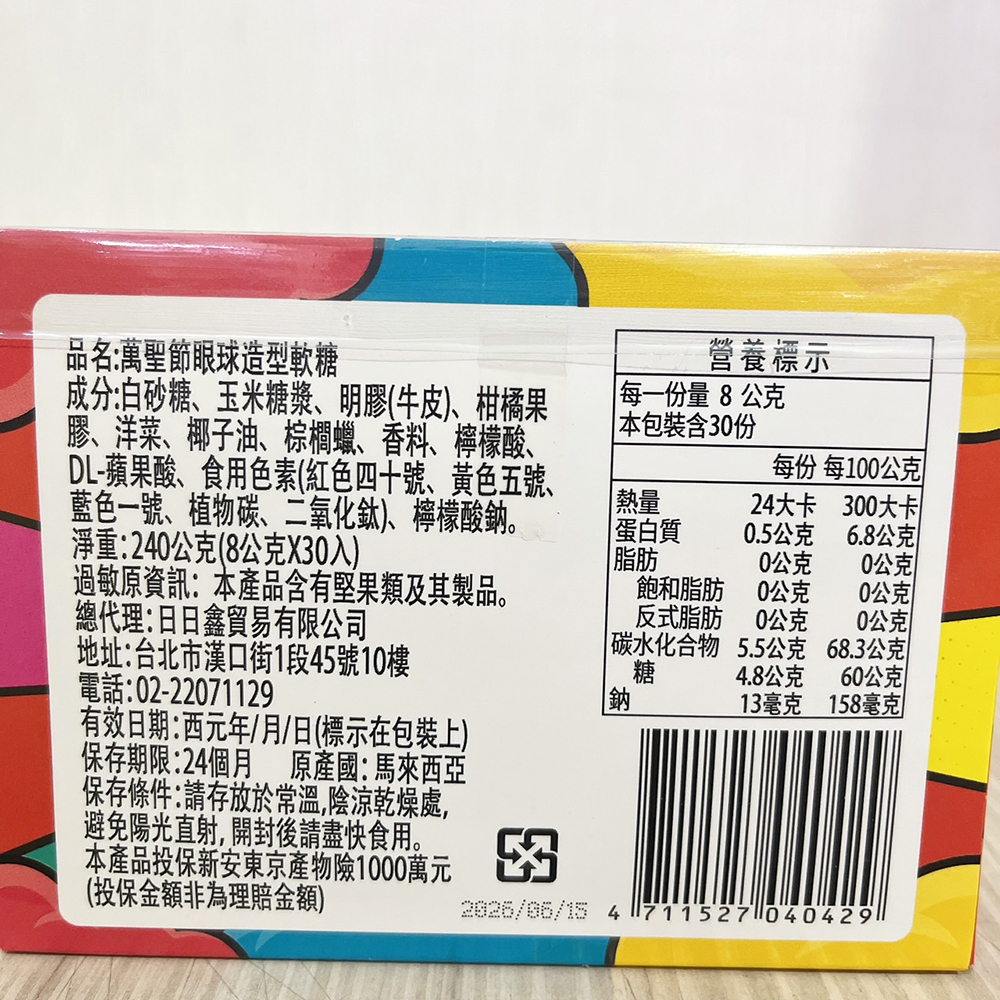 品名:萬聖節眼球造型軟糖
成分:白砂糖、玉米糖漿、明膠(牛皮)、柑橘果
膠、洋菜、椰子油、棕櫚蠟、香料、檸檬酸、
DL-蘋果酸、食用色素(紅色四十號、黃色五號、
藍色一號、植物碳、二氧化鈦)、檸檬酸鈉。
淨重:240公克(8公克X30入)
過敏原資訊: 本產品含有堅果類及其製品。
總代理:日日鑫貿易有限公司
地址:台北市漢口街1段45號10樓
電話:02-22071129
有效日期:西元年/月/日(標示在包裝上)
保存期限:24個月 原產國:馬來西亞
保存條件:請存放於常溫,陰涼乾燥處,
避免陽光直射, 開封後請盡快食用。
本產品投保新安東京產物險1000萬元
(投保金額非為理賠金額)
2026/06/15
營養標示
每一份量 8 公克
本包裝含30份
每份 每100公克
熱量 24大卡 300大卡
蛋白質 0.5公克 6.8公克
脂肪 0公克 0公克
飽和脂肪 0公克 0公克
反式脂肪 0公克 0公克
碳水化合物 5.5公克 68.3公克
糖 4.8公克 60公克
鈉 13毫克 158毫克
4 711527 040429